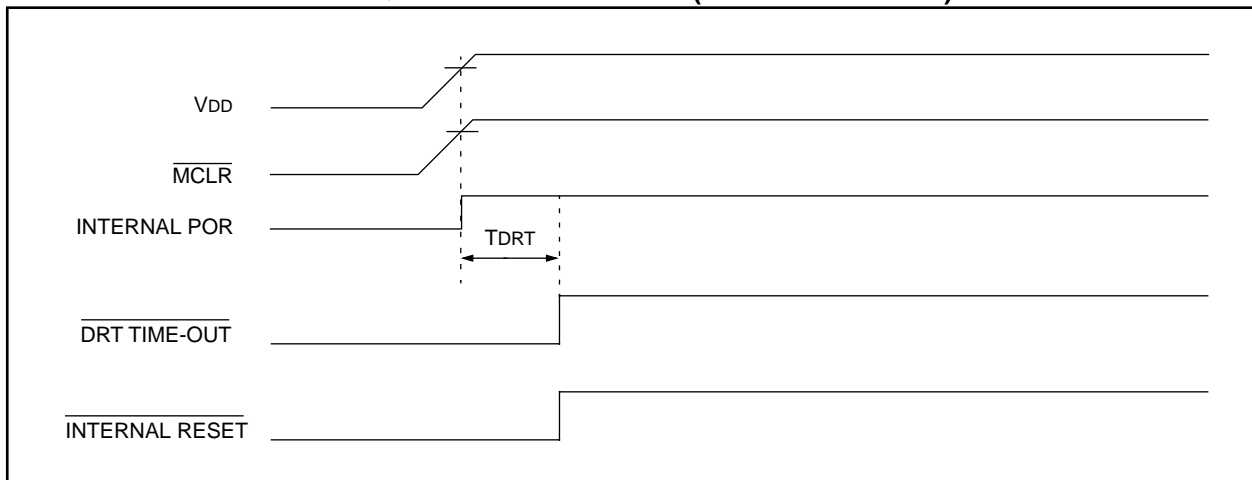 VDD
MCLR
INTERNAL POR
TDRT
DRT TIME-OUT
INTERNAL RESET